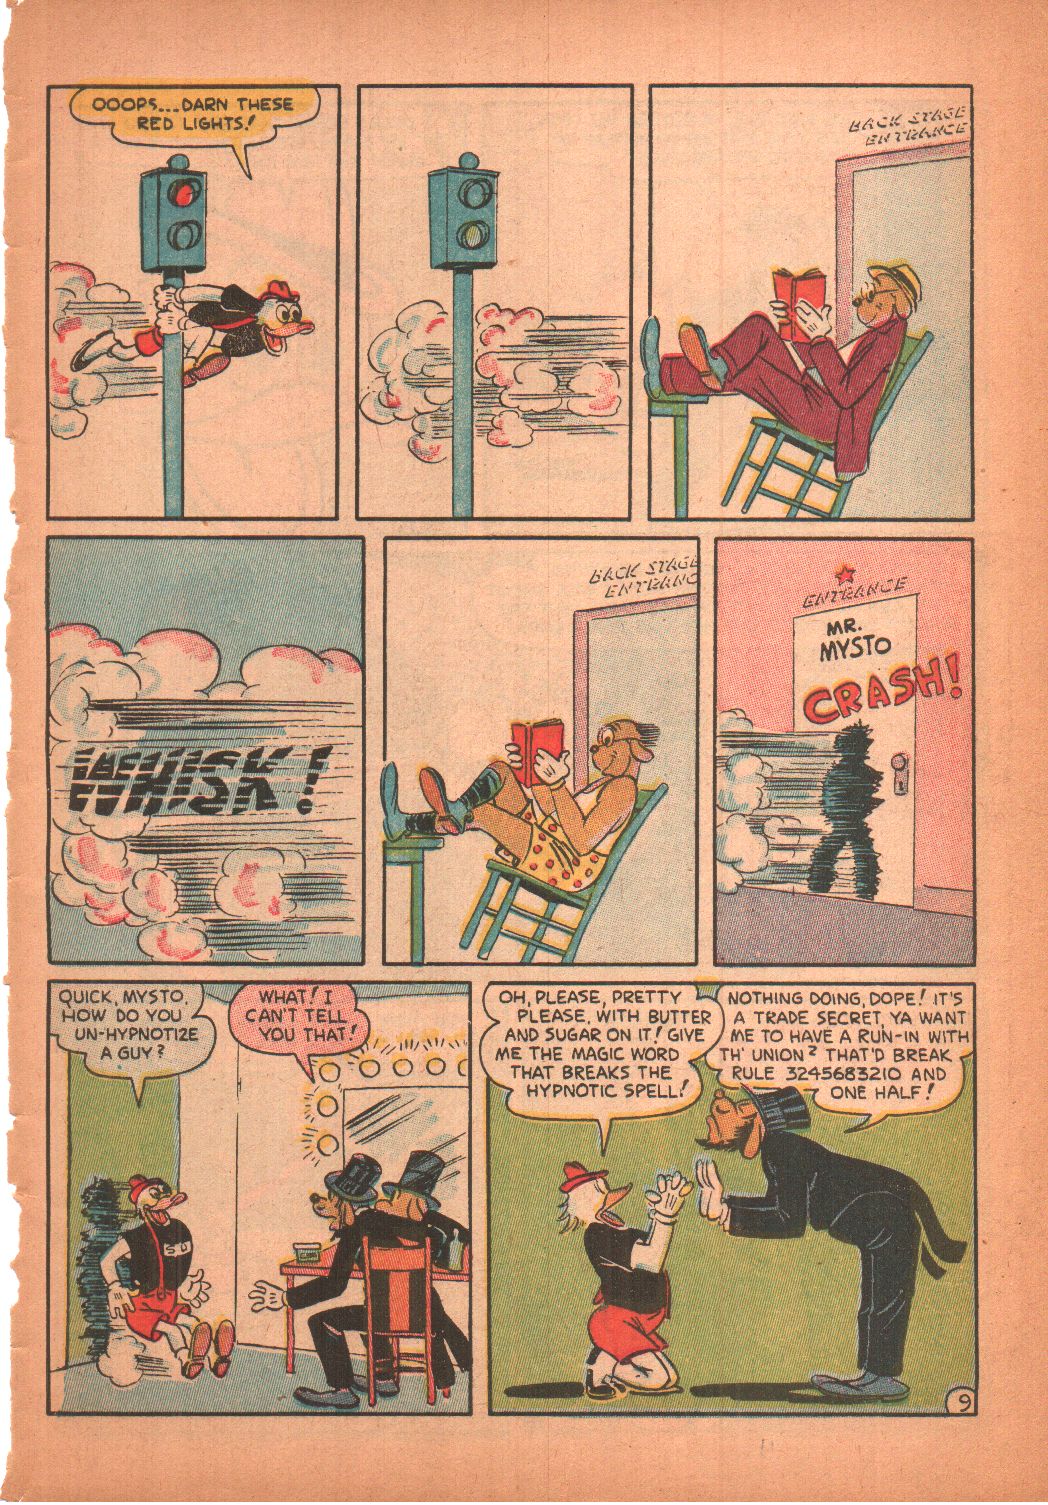 OOOPS...DARN THESE
RED LIGHTS!
BACK STAGE
ENTRANCE
WHISK!
BACK STAGE
ENTRANC
ENTRANCE
MR.
MYSTO
CRASH!
QUICK, MYSTO.
HOW DO YOU
UN-HYPNOTIZE
A GUY?
WHAT! I
CAN'T TELL
YOU THAT!
OH, PLEASE, PRETTY
PLEASE, WITH BUTTER
AND SUGAR ON IT! GIVE
ME THE MAGIC WORD
THAT BREAKS THE
HYPNOTIC SPELL!
NOTHING DOING, DOPE! IT'S
A TRADE SECRET, YA WANT
ME TO HAVE A RUN-IN WITH
TH' UNION? THAT'D BREAK
RULE 3245683210 AND
ONE HALF!
9